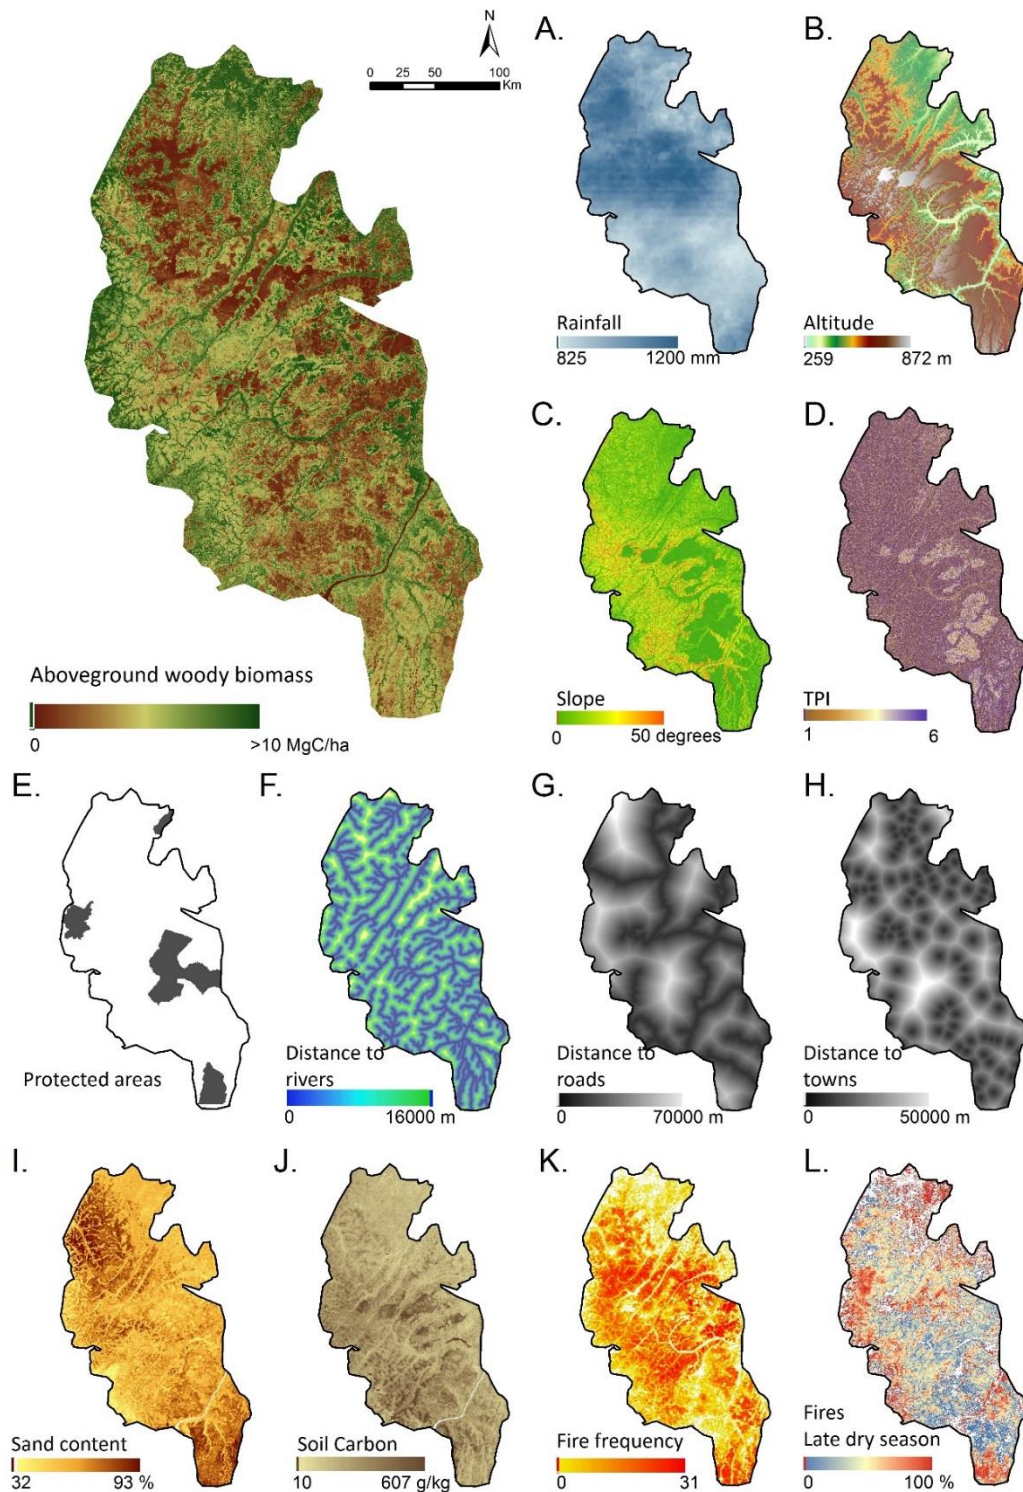 N
0 25 50 100
Km
Aboveground woody biomass
0 >10 MgC/ha
A.
Rainfall
825 1200 mm
B.
Altitude
259 872 m
C.
Slope
0 50 degrees
D.
TPI
1 6
E.
Protected areas
F.
Distance to
rivers
0 16000 m
G.
Distance to
roads
0 70000 m
H.
Distance to
towns
0 50000 m
I.
Sand content
32 93 %
J.
Soil Carbon
10 607 g/kg
K.
Fire frequency
0 31
L.
Fires
Late dry season
0 100 %